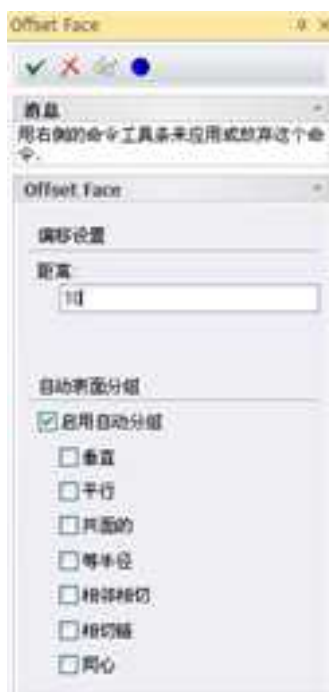 Offset Face
消息
用右侧的命令工具条来应用或放弃这个命
令.
Offset Face
偏移设置
距离
10
自动表面分组
启用自动分组
垂直
平行
共面的
等半径
相邻相切
相切链
同心